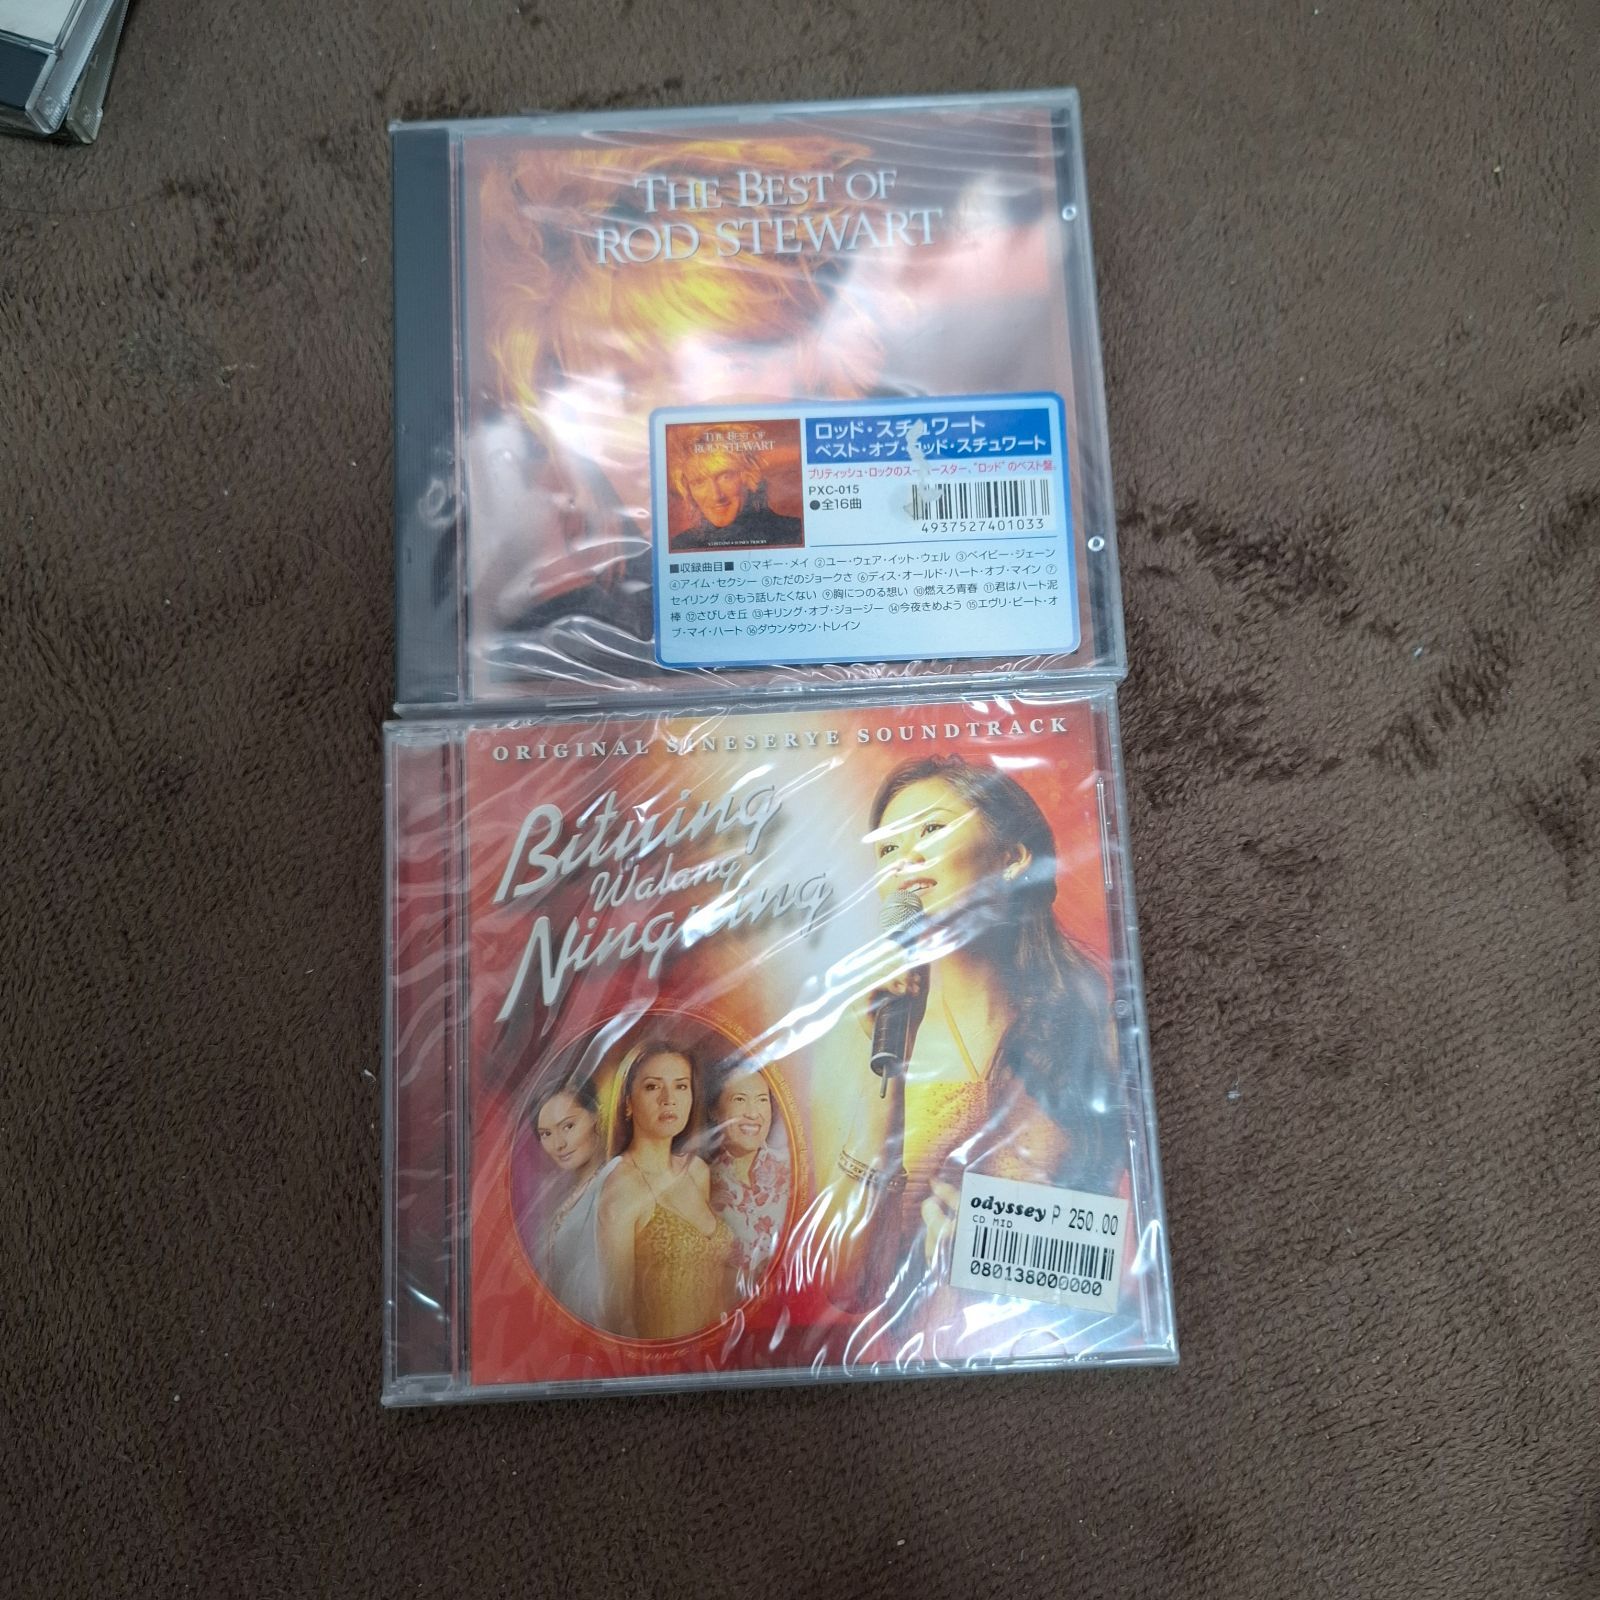 THE BEST OF
ROD STEWART
THE BEST OF
ROD STEWART
ロッド・スチュワート
ベスト・オブ・ロッド・スチュワート
ブリティッシュ・ロックのスーパースター、"ロッド"のベスト盤。
PXC-015
●全16曲
4937527401033
■収録曲目■ ①マギー・メイ ②ユー・ウェア・イット・ウェル ③ベイビー・ジェーン
④アイム・セクシー ⑤ただのジョークさ ⑥ディス・オールド・ハート・オブ・マイン ⑦
セイリング ⑧もう話したくない ⑨胸につのる想い ⑩燃えろ青春 ⑪君はハート泥
棒 ⑫さびしき丘 ⑬キリング・オブ・ジョージー ⑭今夜きめよう ⑮エヴリ・ビート・オ
ブ・マイ・ハート ⑯ダウンタウン・トレイン
ORIGINAL SINESERYE SOUNDTRACK
Bituing
Walang
Ningning
odyssey P 250.00
CD MID
080138000000